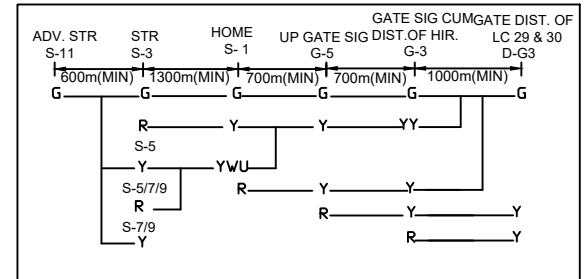 GATE SIG CUM GATE DIST. OF
ADV. STR STR HOME UP GATE SIG DIST.OF HIR. LC 29 & 30
S-11 S-3 S- 1 G-5 G-3 D-G3
600m(MIN) 1300m(MIN) 700m(MIN) 700m(MIN) 1000m(MIN)
G G G G G G
R Y Y YY
S-5
Y YWU
S-5/7/9 R Y Y
R R Y Y
S-7/9 R Y
Y